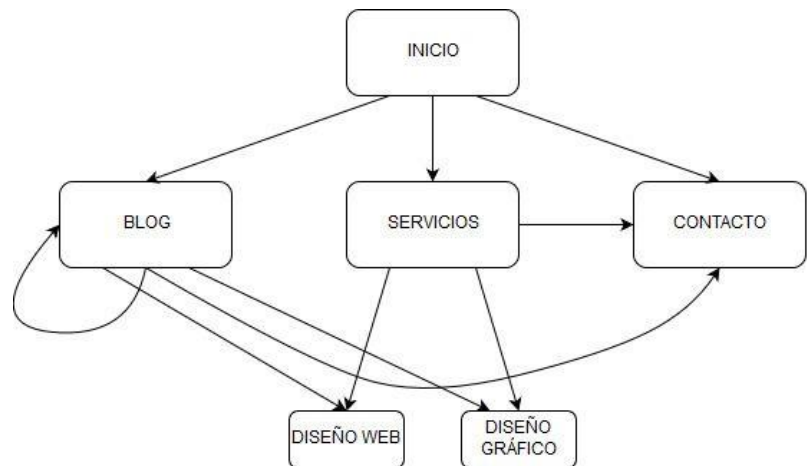 INICIO
BLOG
SERVICIOS
CONTACTO
DISEÑO WEB
DISEÑO
GRÁFICO